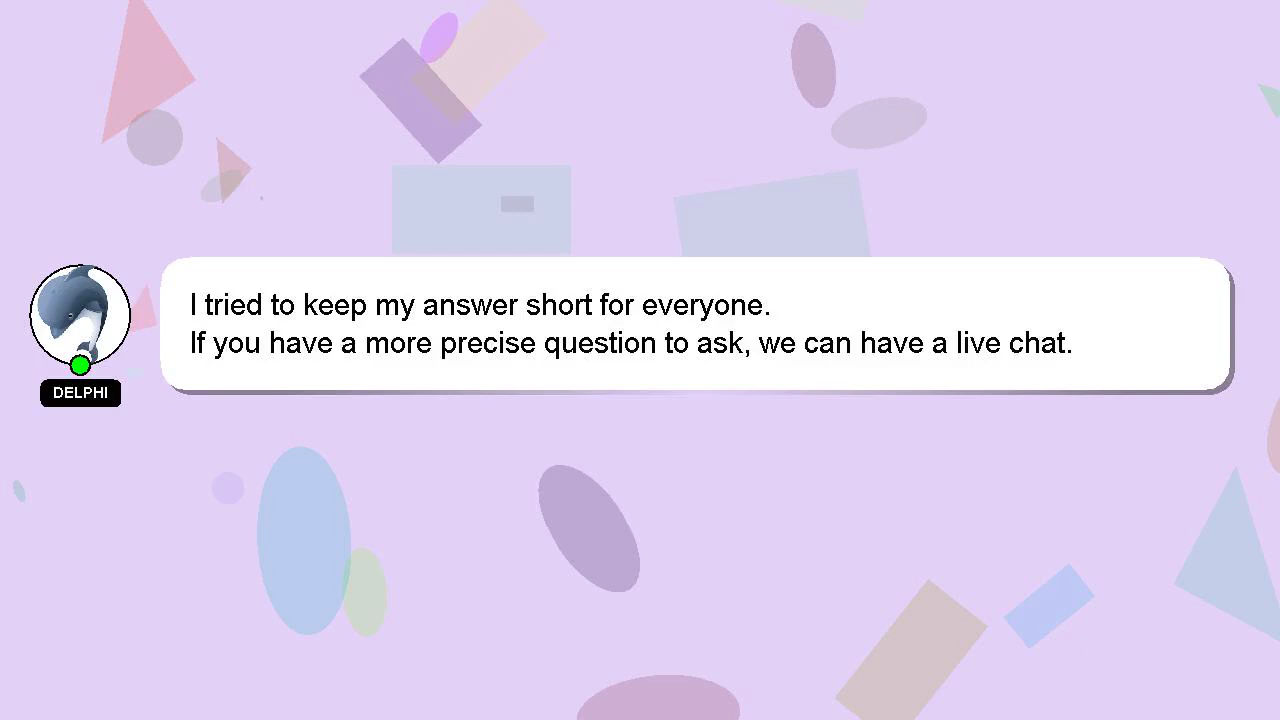 I tried to keep my answer short for everyone.
If you have a more precise question to ask, we can have a live chat.
DELPHI